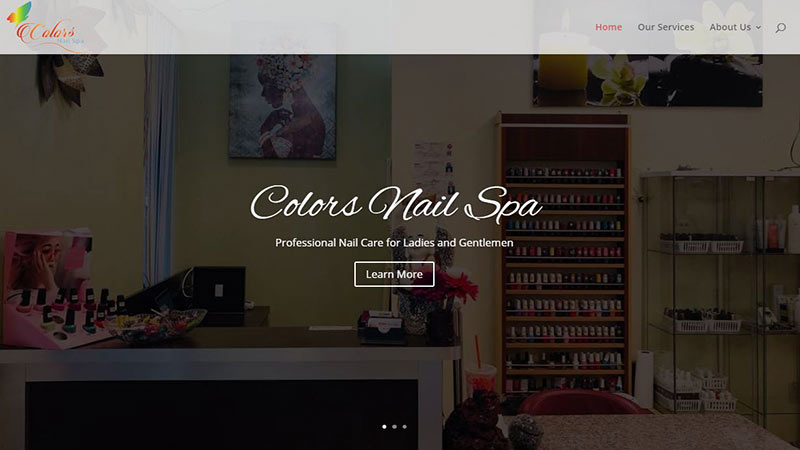 Colors
Nail Spa
Home
Our Services
About Us
Colors Nail Spa
Professional Nail Care for Ladies and Gentlemen
Learn More